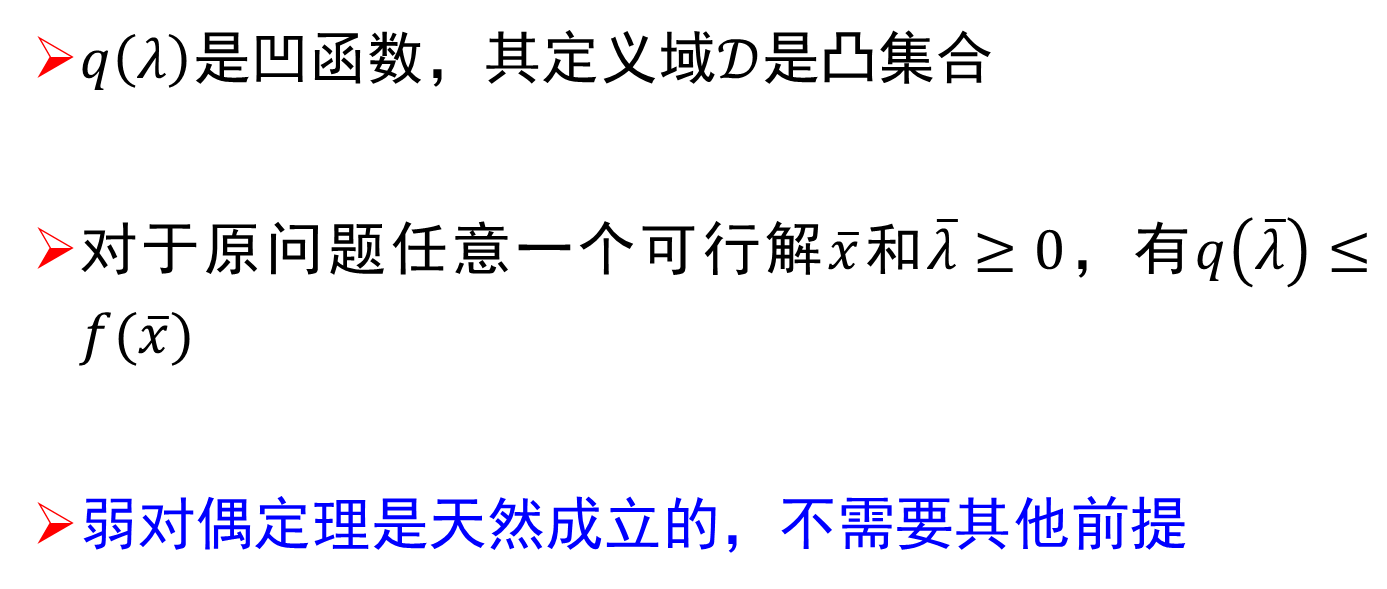 ➢q(λ)是凹函数，其定义域𝒟是凸集合
➢对于原问题任意一个可行解x̄和λ̄ ≥ 0，有q(λ̄) ≤
f(x̄)
➢弱对偶定理是天然成立的，不需要其他前提